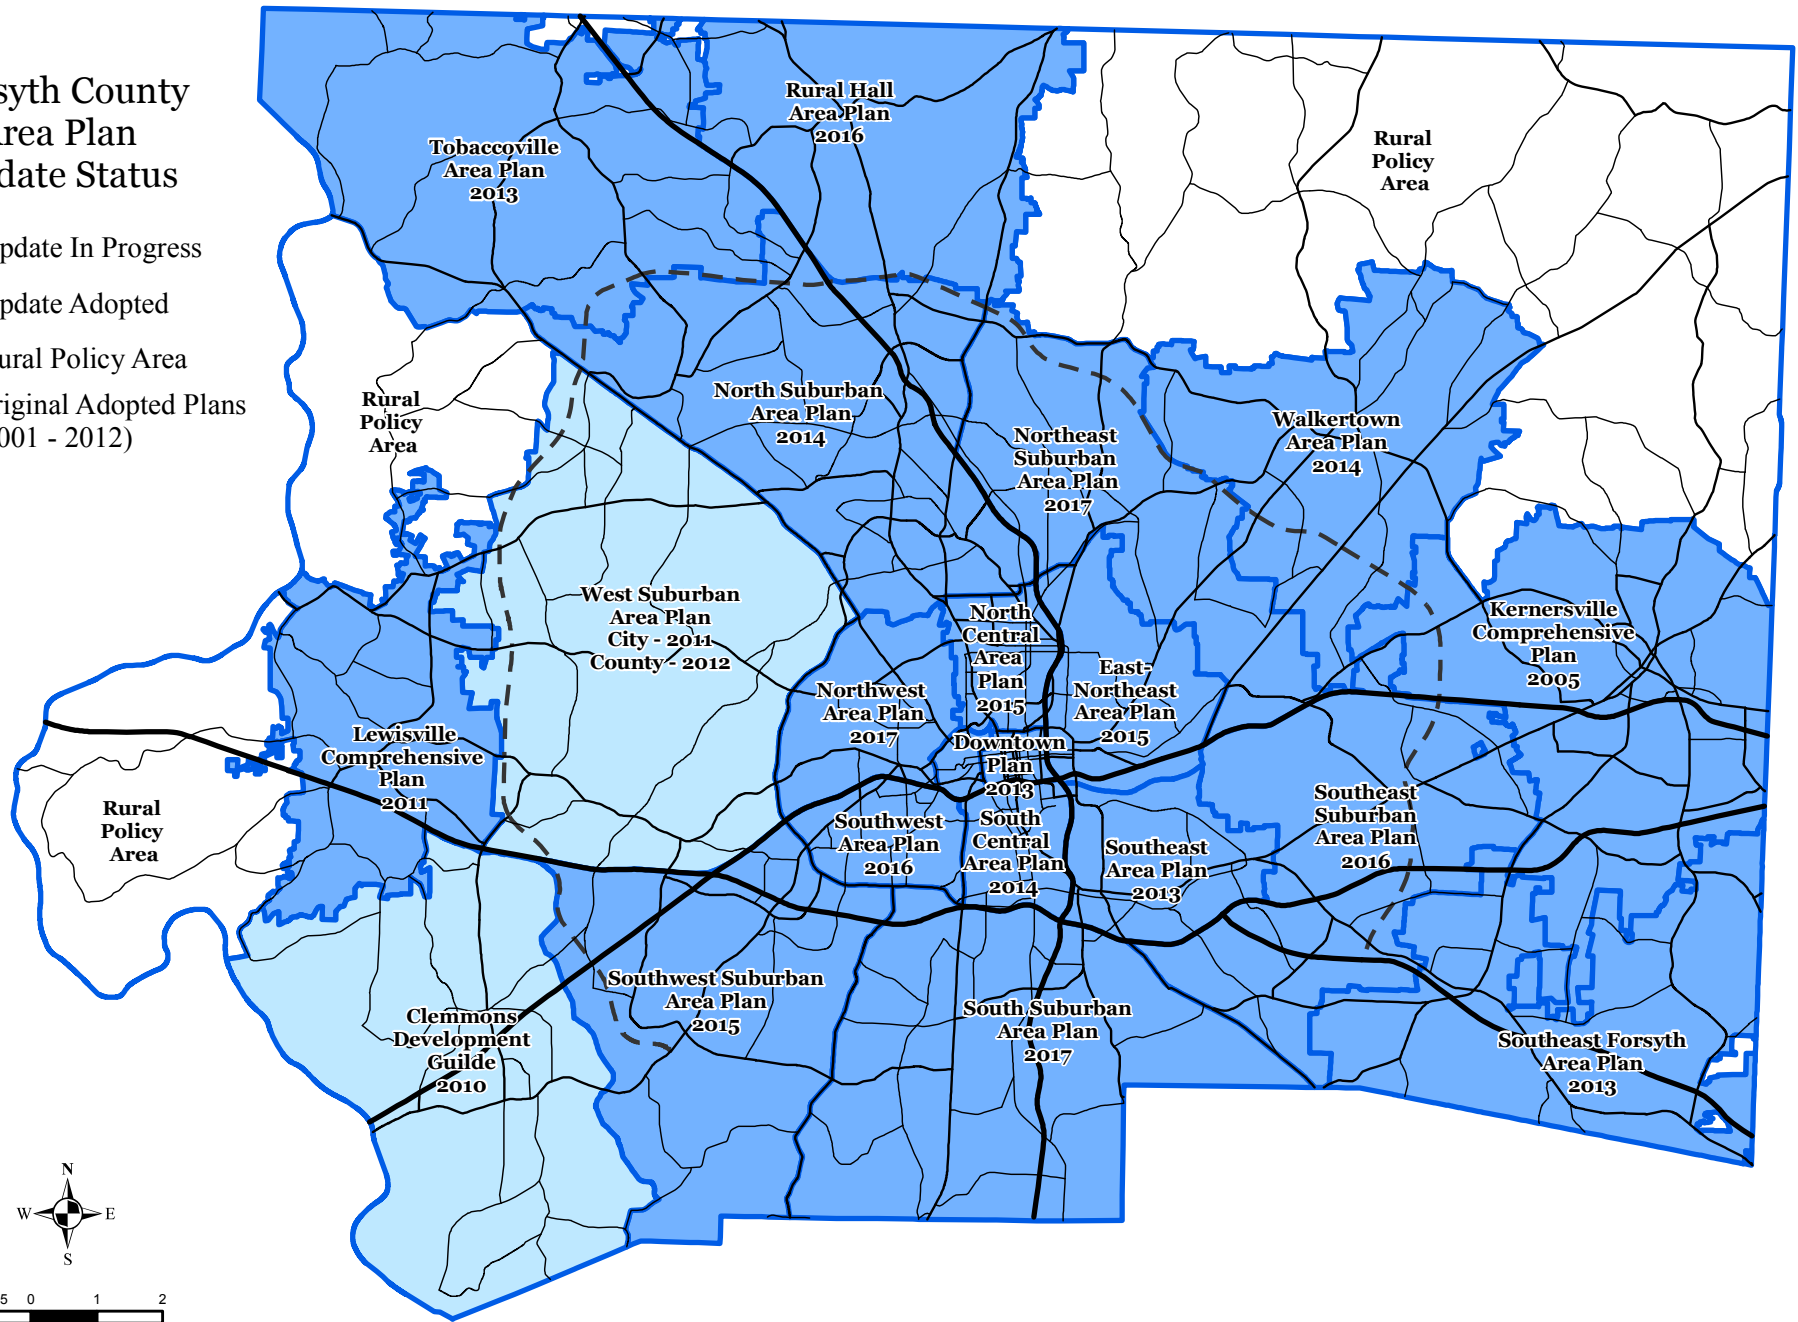 syth County
rea Plan
date Status
pdate In Progress
pdate Adopted
ural Policy Area
riginal Adopted Plans
001 - 2012)
Rural Hall
Area Plan
2016
Tobaccoville
Area Plan
2013
Rural
Policy
Area
Rural
Policy
Area
North Suburban
Area Plan
2014
Northeast
Suburban
Area Plan
2017
Walkertown
Area Plan
2014
West Suburban
Area Plan
City - 2011
County - 2012
North
Central
Area
Plan
2015
Kernersville
Comprehensive
Plan
2005
Northwest
Area Plan
2017
East-
Northeast
Area Plan
2015
Lewisville
Comprehensive
Plan
2011
Downtown
Plan
2013
Rural
Policy
Area
Southwest
Area Plan
2016
South
Central
Area Plan
2014
Southeast
Area Plan
2013
Southeast
Suburban
Area Plan
2016
Southwest Suburban
Area Plan
2015
Clemmons
Development
Guilde
2010
South Suburban
Area Plan
2017
Southeast Forsyth
Area Plan
2013
N
W E
S
5 0 1 2